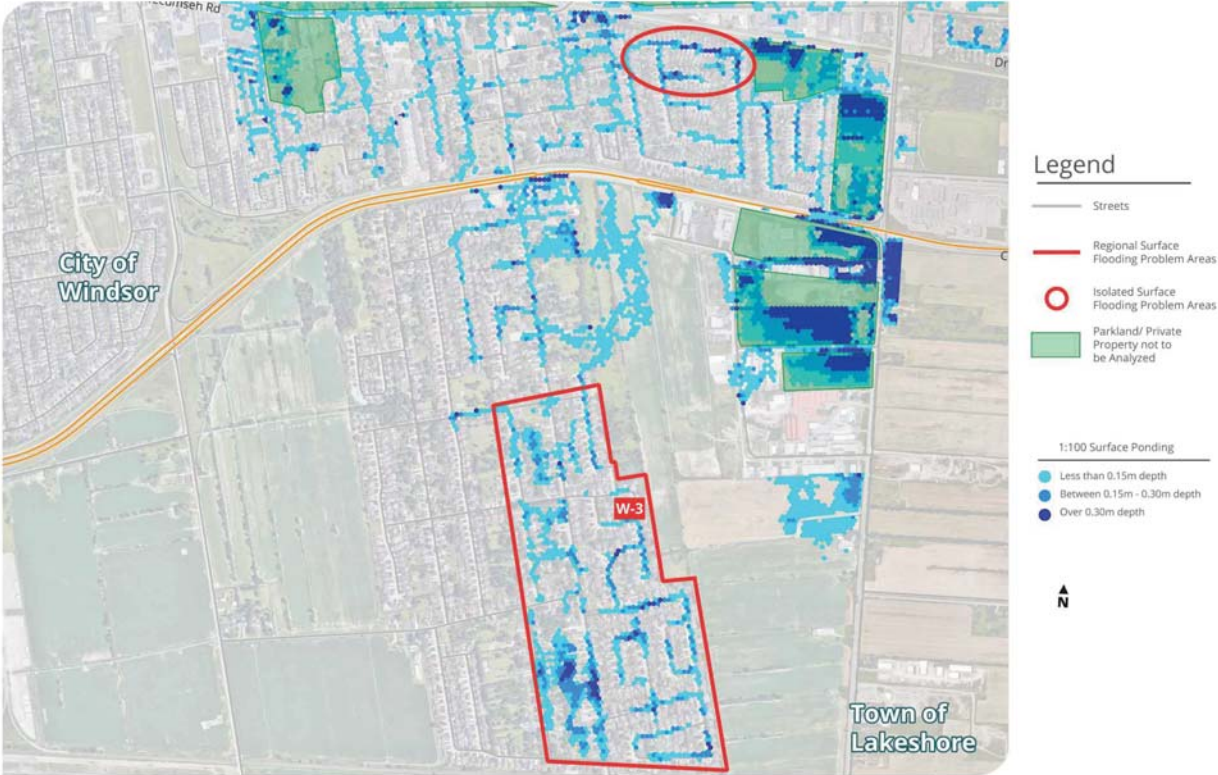 ecumseh Rd
Dr
City of
Windsor
C
W-3
Town of
Lakeshore
Legend
Streets
Regional Surface
Flooding Problem Areas
Isolated Surface
Flooding Problem Areas
Parkland/ Private
Property not to
be Analyzed
1:100 Surface Ponding
Less than 0.15m depth
Between 0.15m - 0.30m depth
Over 0.30m depth
N